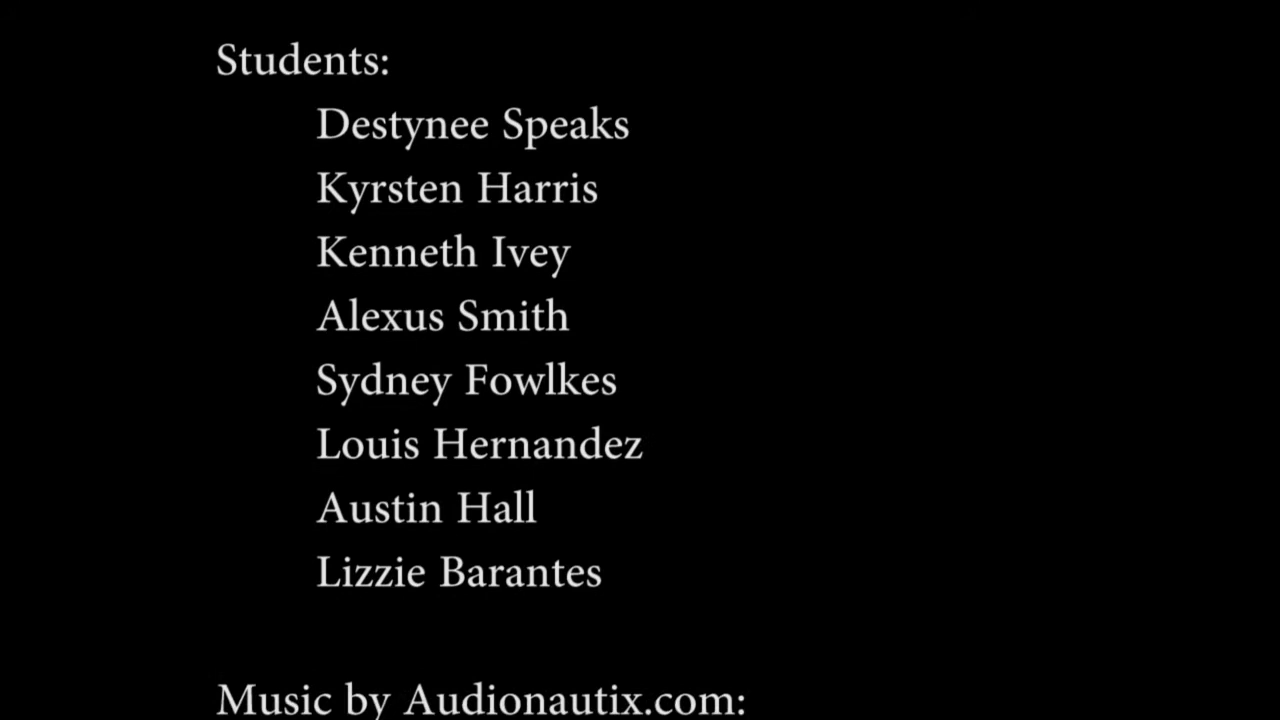 Students:
Destynee Speaks
Kyrsten Harris
Kenneth Ivey
Alexus Smith
Sydney Fowlkes
Louis Hernandez
Austin Hall
Lizzie Barantes
Music by Audionautix.com: